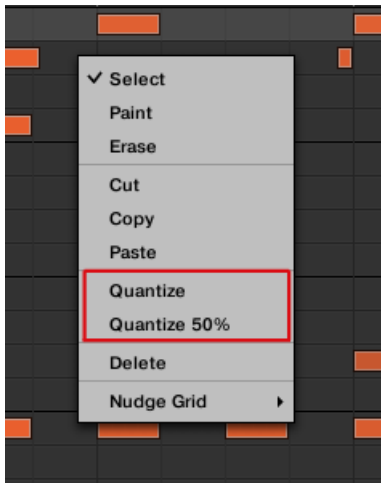 Select
Paint
Erase
Cut
Copy
Paste
Quantize
Quantize 50%
Delete
Nudge Grid